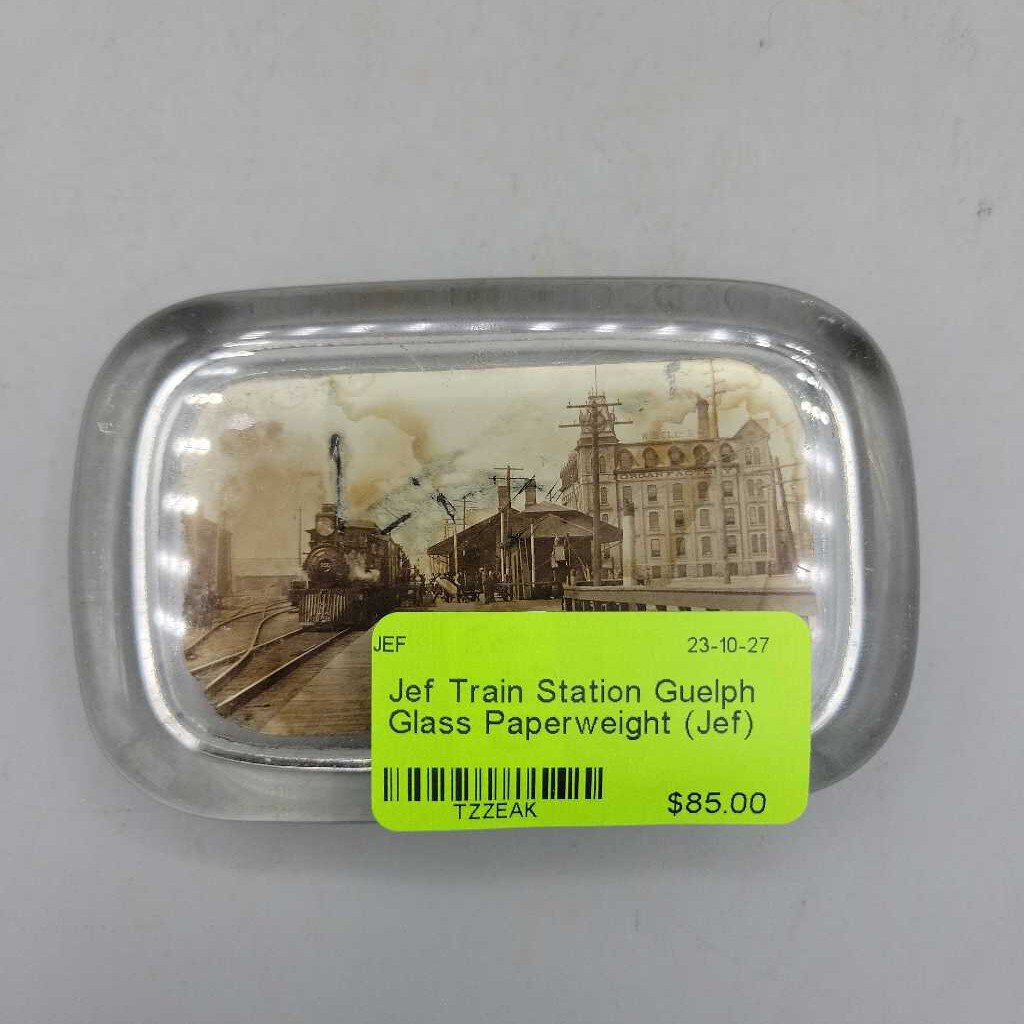 JEF 23-10-27
Jef Train Station Guelph
Glass Paperweight (Jef)
TZZEAK $85.00